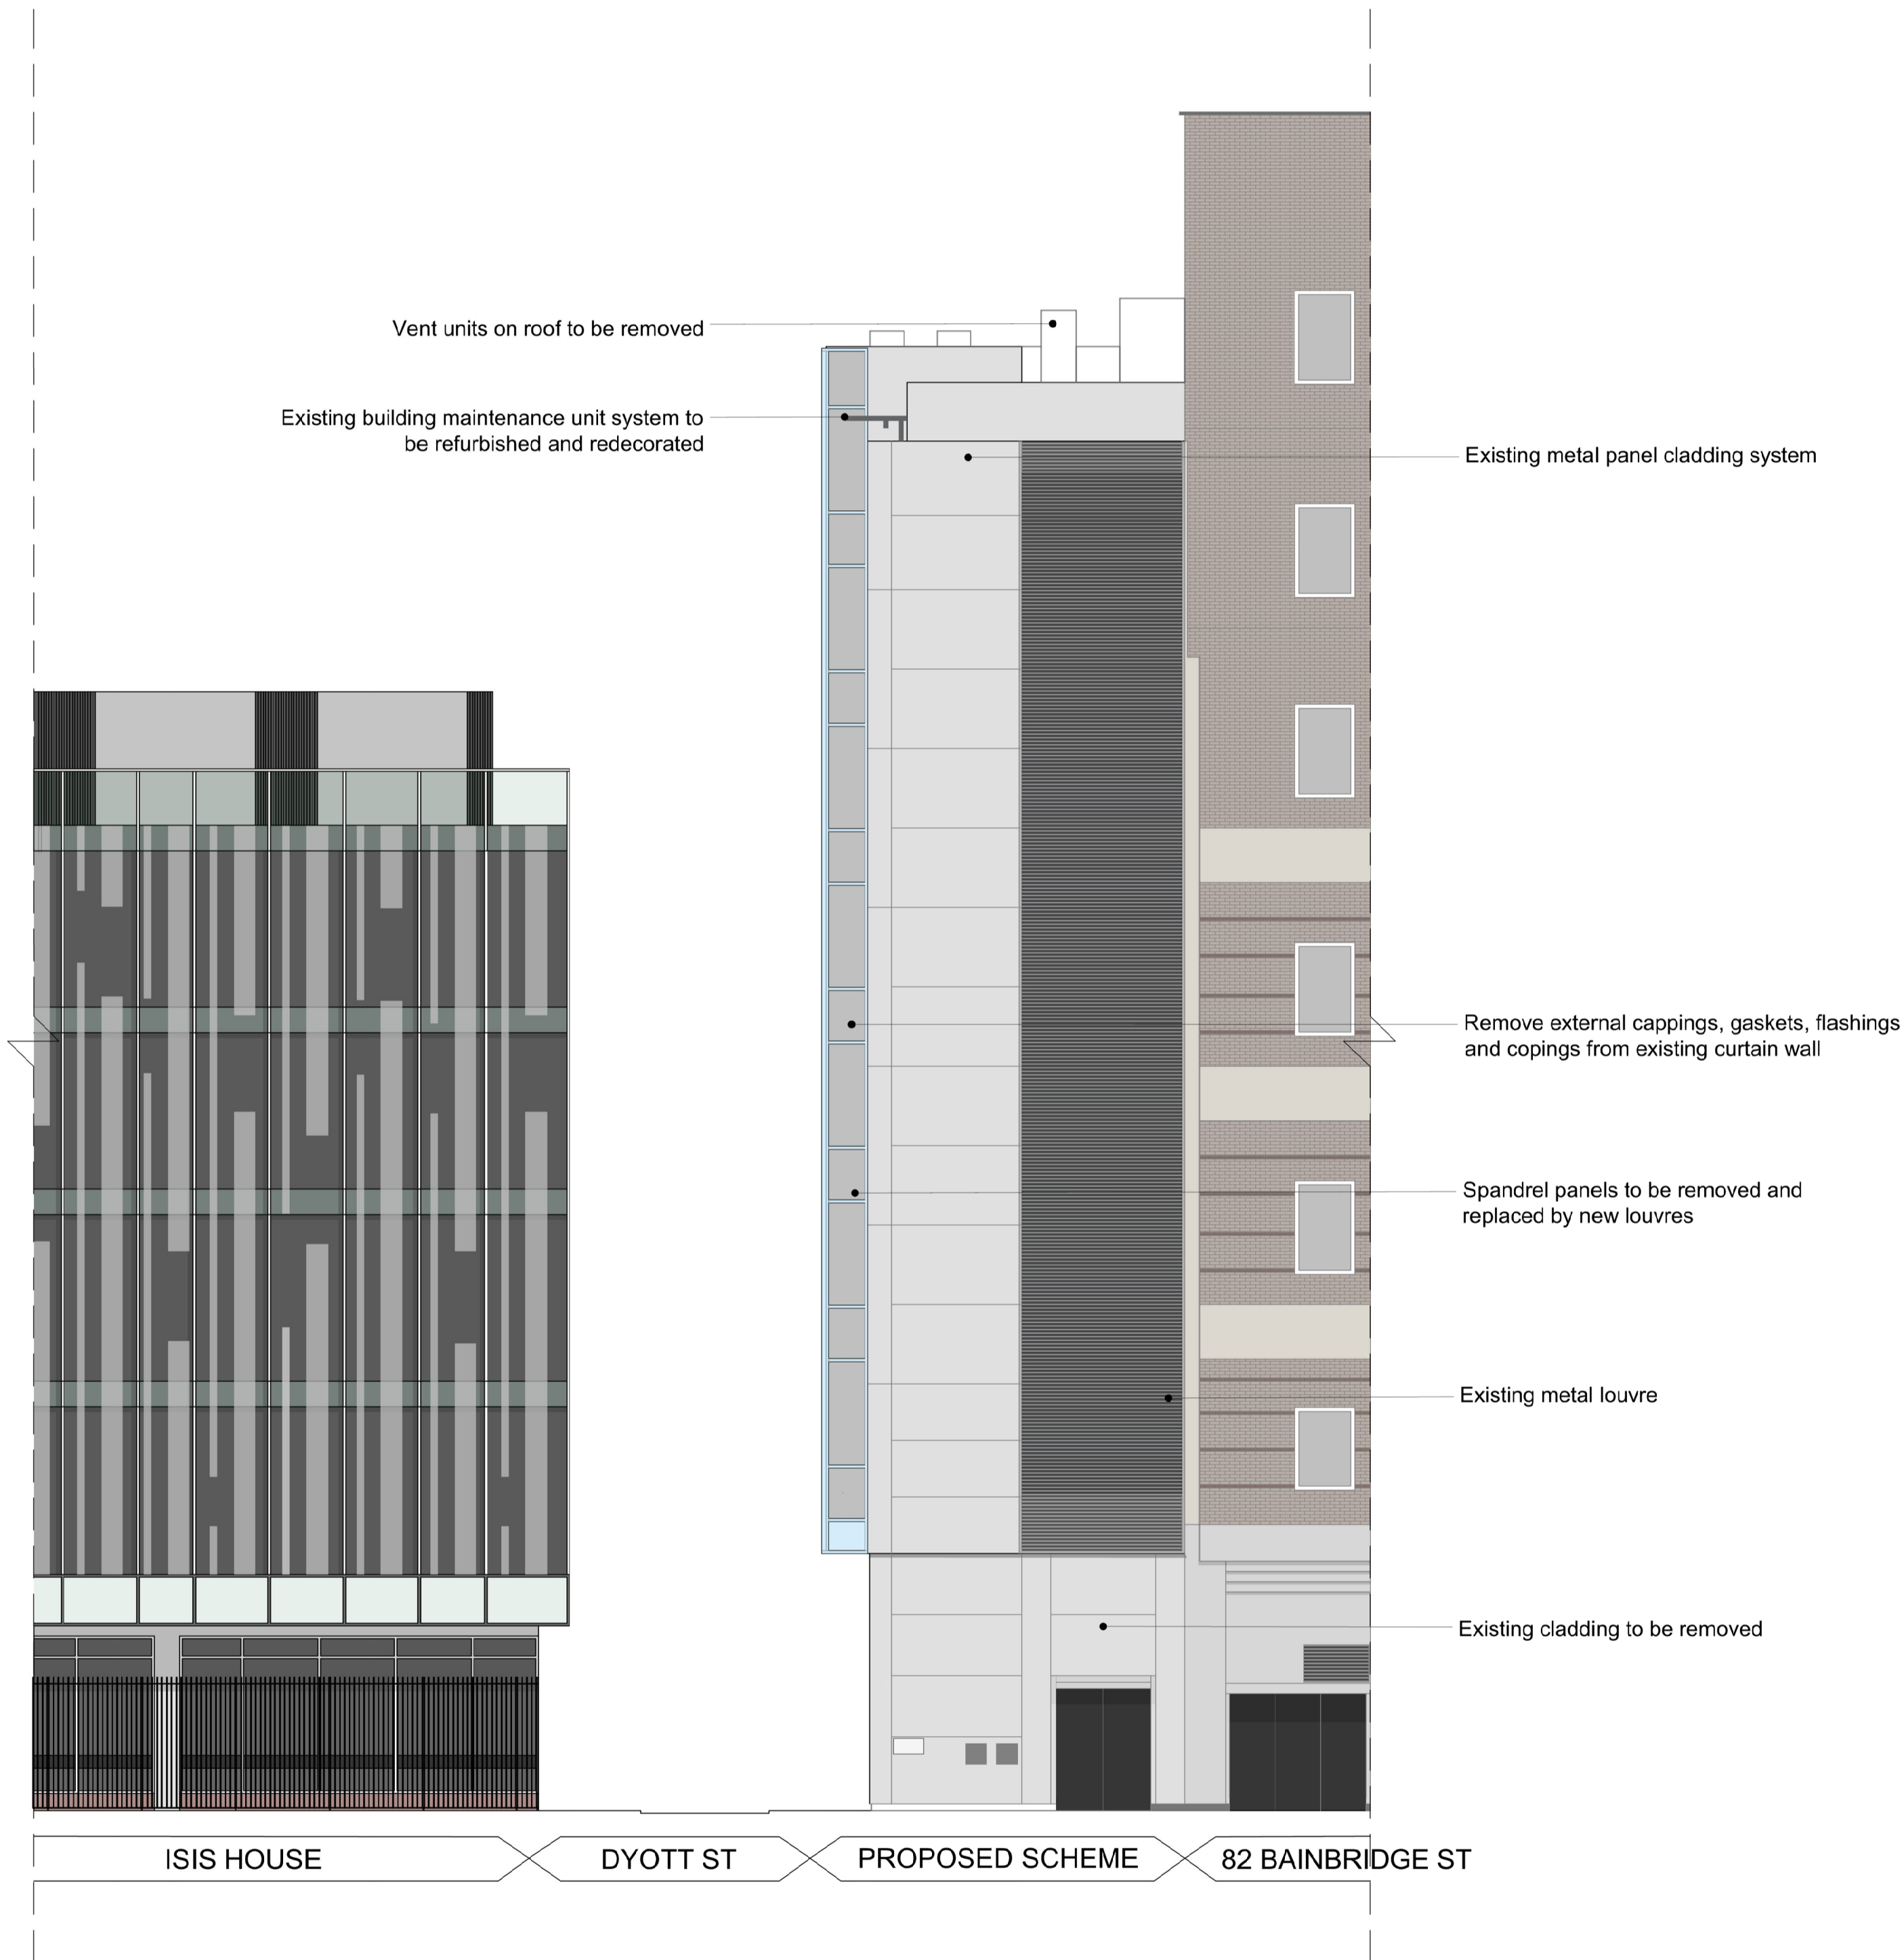 Vent units on roof to be removed
Existing building maintenance unit system to
be refurbished and redecorated
Existing metal panel cladding system
Remove external cappings, gaskets, flashings
and copings from existing curtain wall
Spandrel panels to be removed and
replaced by new louvres
Existing metal louvre
Existing cladding to be removed
ISIS HOUSE
DYOTT ST
PROPOSED SCHEME
82 BAINBRIDGE ST